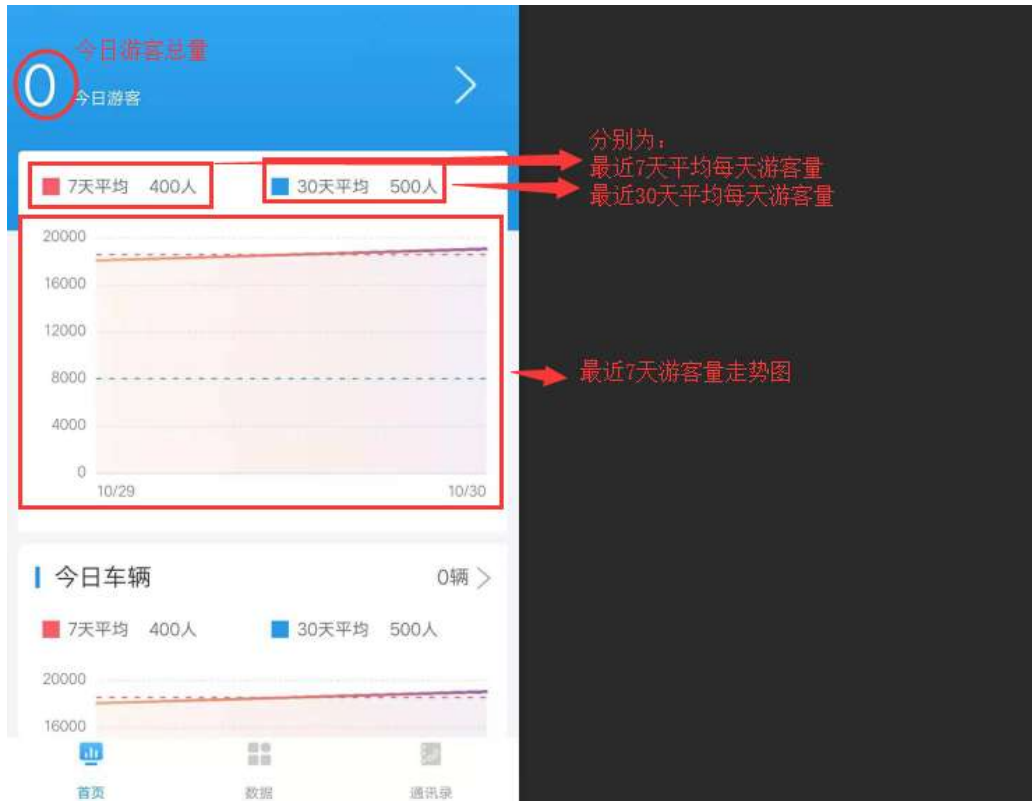 今日游客总量
0
今日游客
分别为:
最近7天平均每天游客量
最近30天平均每天游客量
7天平均 400人
30天平均 500人
20000
16000
12000
8000
4000
0
10/29
10/30
最近7天游客量走势图
今日车辆
0辆
7天平均 400人
30天平均 500人
20000
16000
首页
数据
通讯录